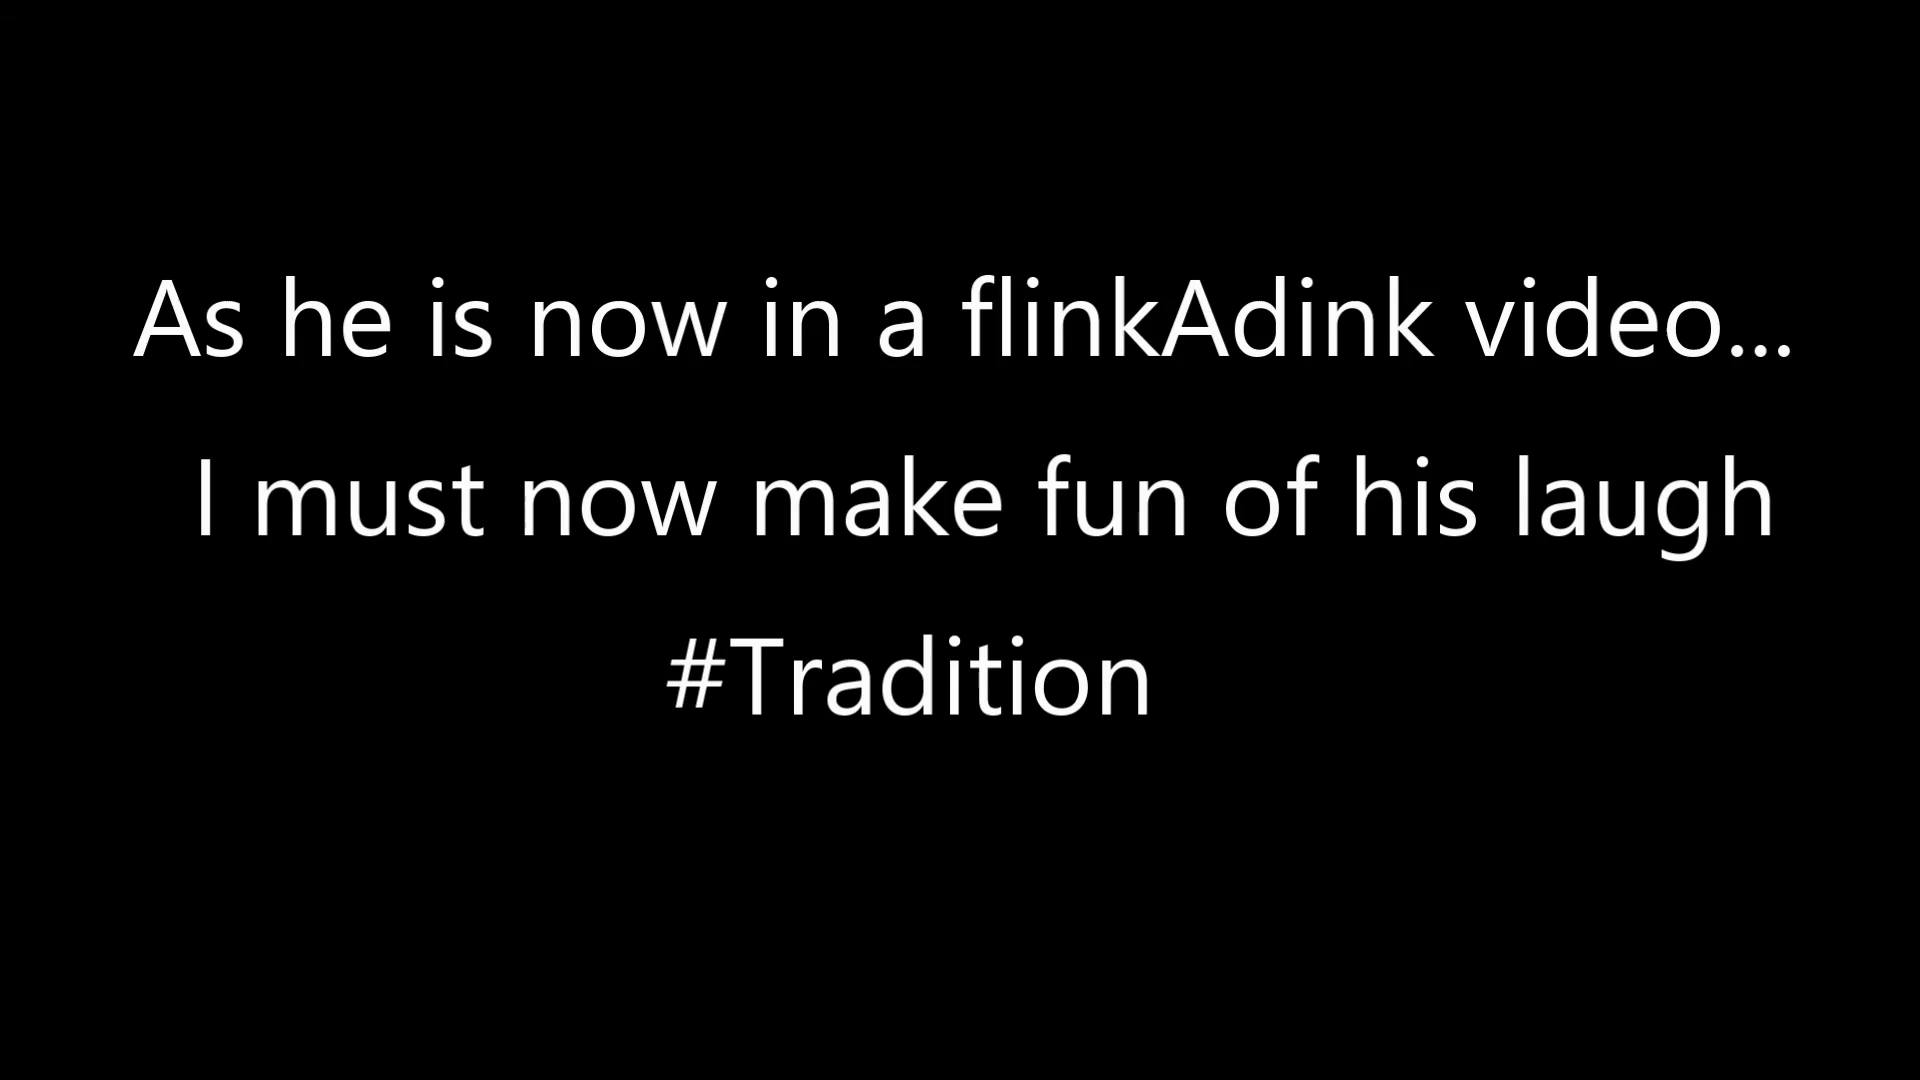 As he is now in a flinkAdink video...
I must now make fun of his laugh
#Tradition